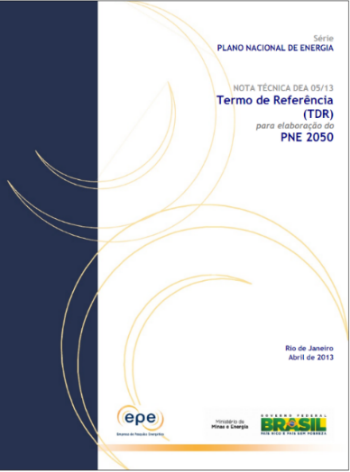 Série
PLANO NACIONAL DE ENERGIA
NOTA TÉCNICA DEA 05/13
Termo de Referência
(TDR)
para elaboração do
PNE 2050
Rio de Janeiro
Abril de 2013
epe
Empresa de Pesquisa Energética
Ministério de
Minas e Energia
GOVERNO FEDERAL
BRASIL
PAÍS RICO É PAÍS SEM POBREZA